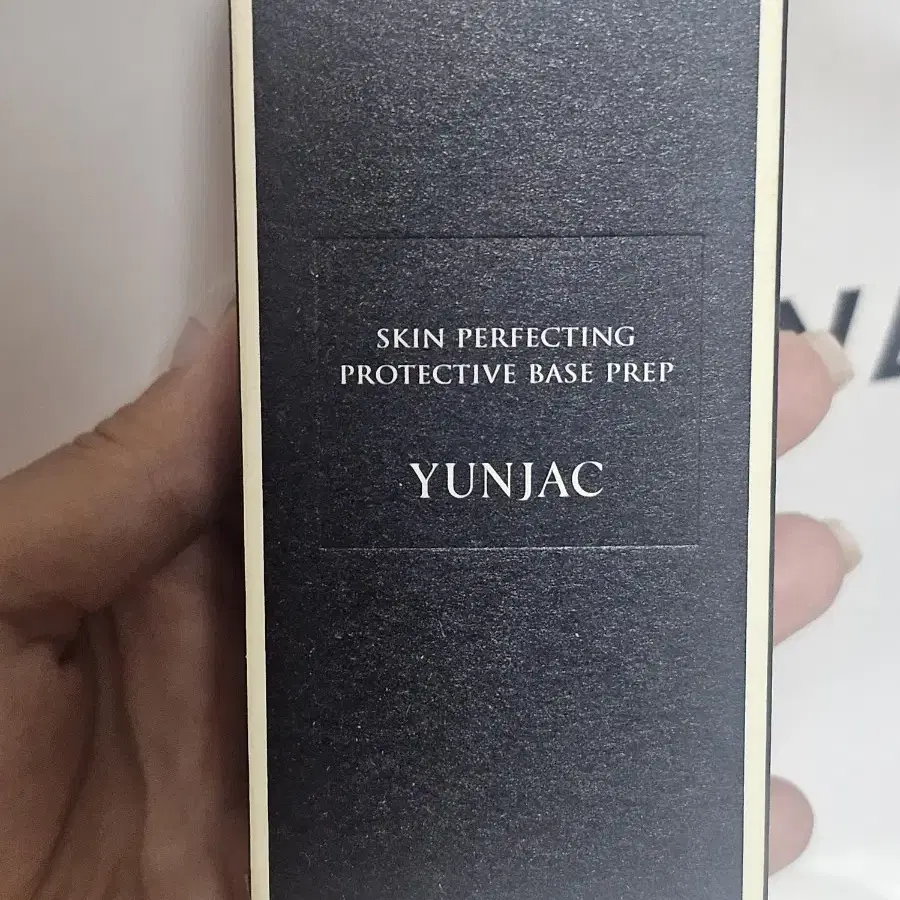 SKIN PERFECTING
PROTECTIVE BASE PREP
YUNJAC